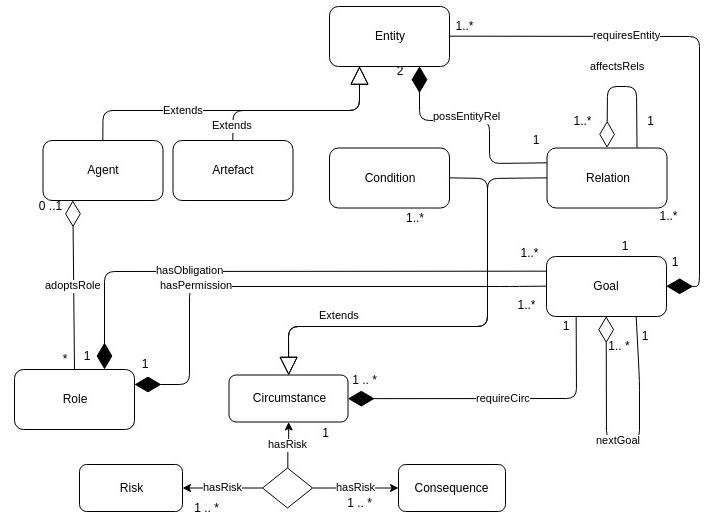 Entity
1..*
requiresEntity
affectsRels
2
Extends
possEntityRel
1..*
1
Extends
1
Agent
Artefact
Condition
Relation
0 ..1
1..*
1..*
1
1..*
1
hasObligation
adoptsRole
hasPermission
Goal
1..*
Extends
1
1
1.. *
*
1
1
1 .. *
Role
Circumstance
requireCirc
1
hasRisk
nextGoal
Risk
hasRisk
hasRisk
Consequence
1 .. *
1 .. *